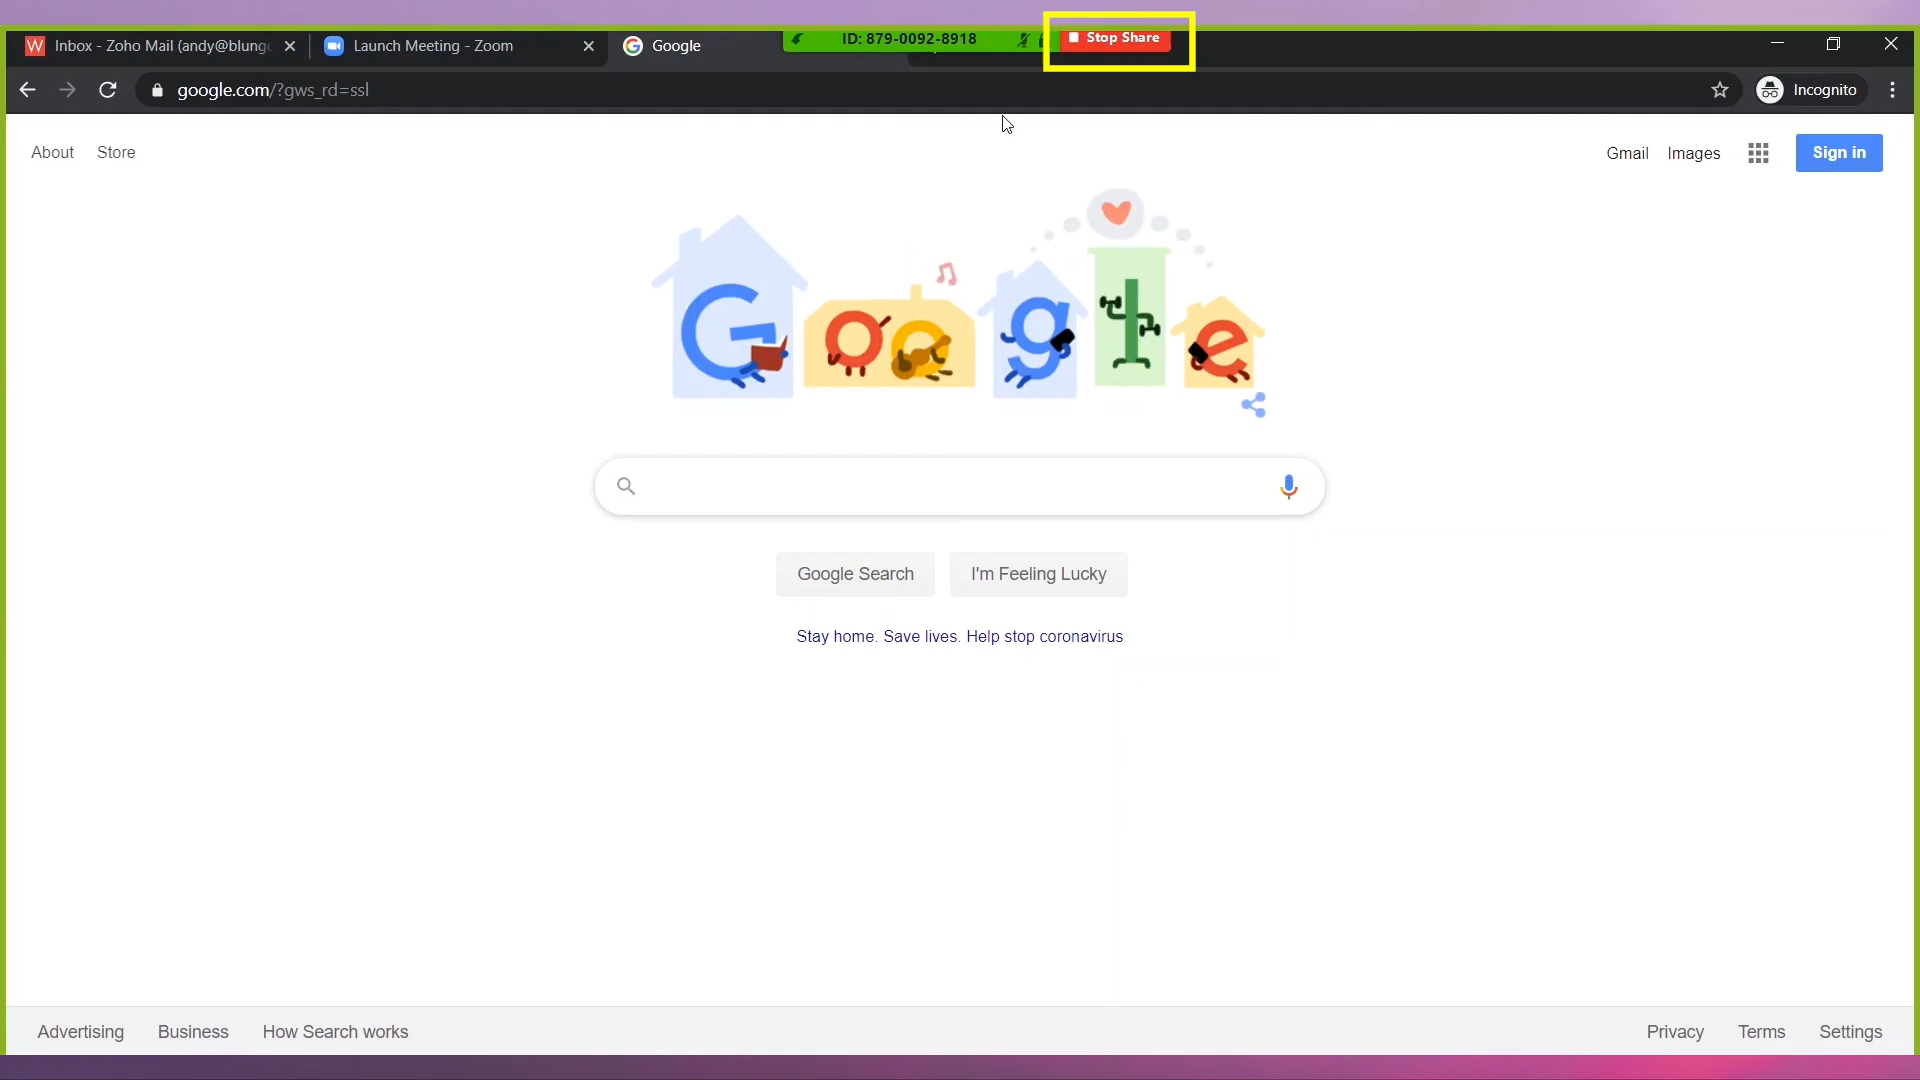 Inbox - Zoho Mail (andy@blungo
Launch Meeting - Zoom
Google
ID: 879-0092-8918
Stop Share
google.com/?gws_rd=ssl
Incognito
About
Store
Gmail
Images
Sign in
Google
Google Search
I'm Feeling Lucky
Stay home. Save lives. Help stop coronavirus
Advertising
Business
How Search works
Privacy
Terms
Settings